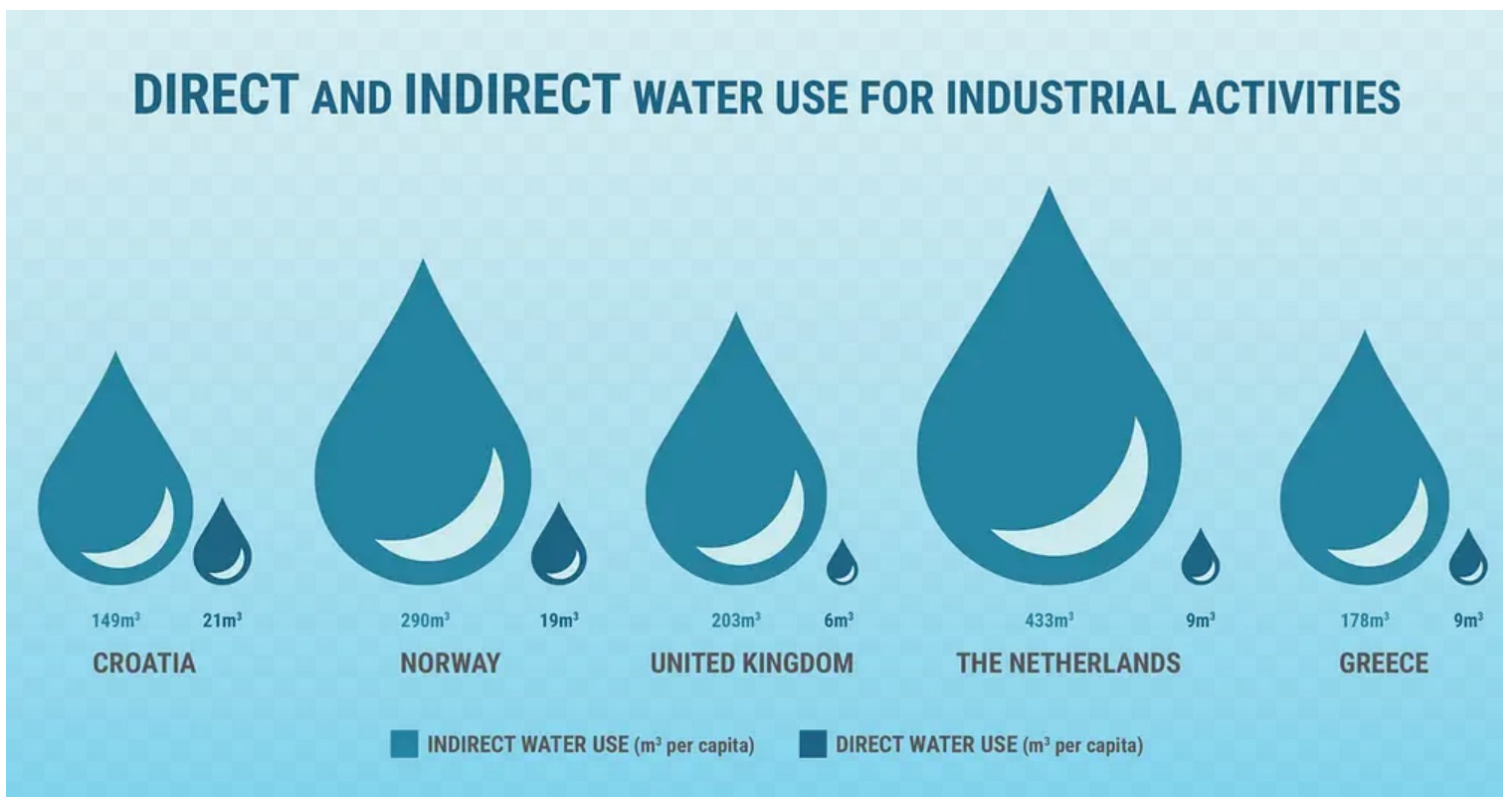 DIRECT AND INDIRECT WATER USE FOR INDUSTRIAL ACTIVITIES
149m³ 21m³ 290m³ 19m³ 203m³ 6m³ 433m³ 9m³ 178m³ 9m³
CROATIA NORWAY UNITED KINGDOM THE NETHERLANDS GREECE
INDIRECT WATER USE (m³ per capita) DIRECT WATER USE (m³ per capita)